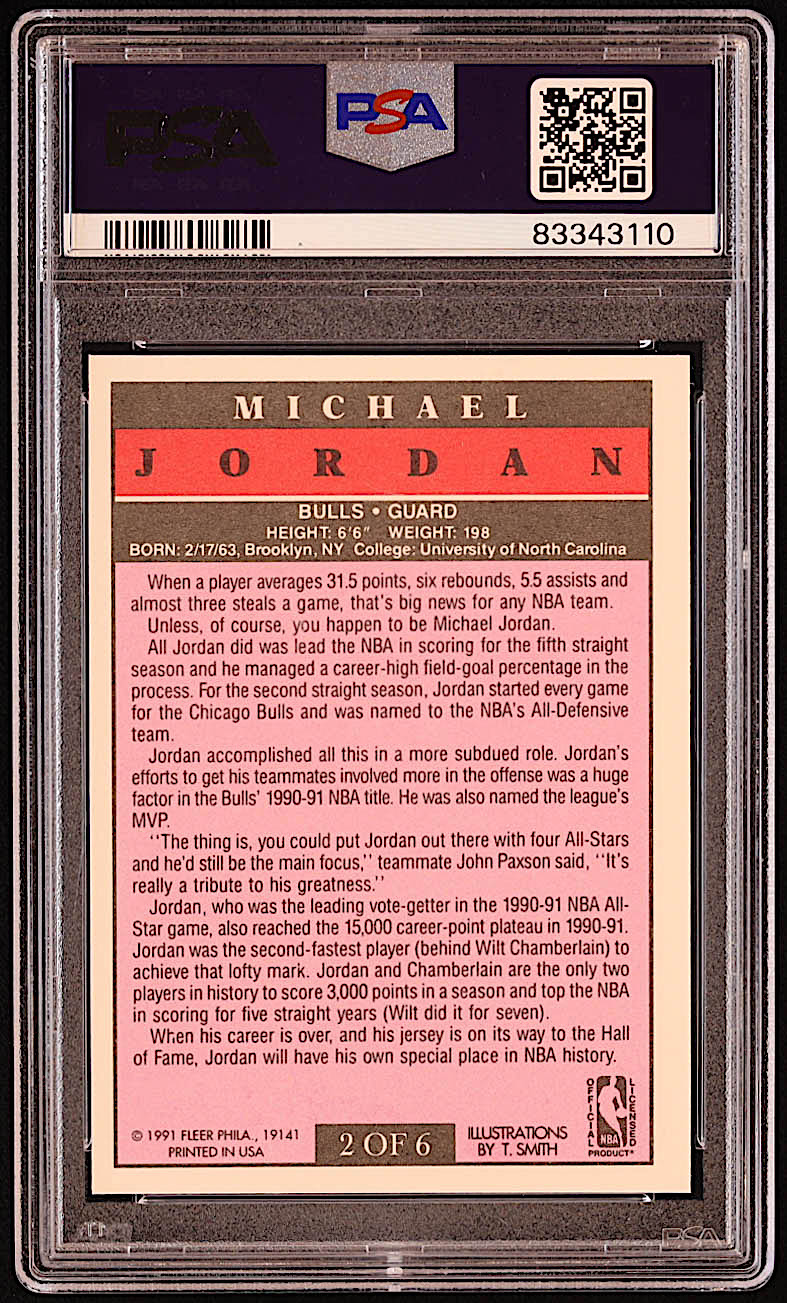 PSA
PSA
83343110
MICHAEL
JORDAN
BULLS • GUARD
HEIGHT: 6'6" WEIGHT: 198
BORN: 2/17/63, Brooklyn, NY College: University of North Carolina
When a player averages 31.5 points, six rebounds, 5.5 assists and
almost three steals a game, that's big news for any NBA team.
Unless, of course, you happen to be Michael Jordan.
All Jordan did was lead the NBA in scoring for the fifth straight
season and he managed a career-high field-goal percentage in the
process. For the second straight season, Jordan started every game
for the Chicago Bulls and was named to the NBA's All-Defensive
team.
Jordan accomplished all this in a more subdued role. Jordan's
efforts to get his teammates involved more in the offense was a huge
factor in the Bulls' 1990-91 NBA title. He was also named the league's
MVP.
''The thing is, you could put Jordan out there with four All-Stars
and he'd still be the main focus,'' teammate John Paxson said, ''It's
really a tribute to his greatness.''
Jordan, who was the leading vote-getter in the 1990-91 NBA All-
Star game, also reached the 15,000 career-point plateau in 1990-91.
Jordan was the second-fastest player (behind Wilt Chamberlain) to
achieve that lofty mark. Jordan and Chamberlain are the only two
players in history to score 3,000 points in a season and top the NBA
in scoring for five straight years (Wilt did it for seven).
When his career is over, and his jersey is on its way to the Hall
of Fame, Jordan will have his own special place in NBA history.
OFFICIAL LICENSED
NBA
PRODUCT
© 1991 FLEER PHILA., 19141
PRINTED IN USA
2 OF 6
ILLUSTRATIONS
BY T. SMITH
PSA